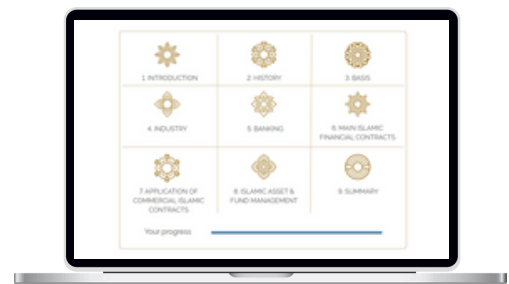 1. INTRODUCTION
2: HISTORY
3: BASIS
4. INDUSTRY
5: BANKING
6: MAIN ISLAMIC
FINANCIAL CONTRACTS
7. APPLICATION OF
COMMERCIAL ISLAMIC
CONTRACTS
8: ISLAMIC ASSET &
FUND MANAGEMENT
9: SUMMARY
Your progress